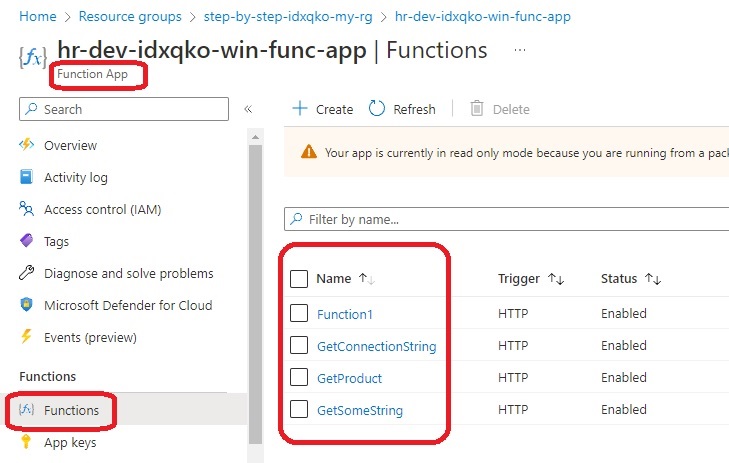 Home > Resource groups > step-by-step-idxqko-my-rg > hr-dev-idxqko-win-func-app
hr-dev-idxqko-win-func-app | Functions ...
Function App
Search
Overview
Activity log
Access control (IAM)
Tags
Diagnose and solve problems
Microsoft Defender for Cloud
Events (preview)
Functions
Functions
App keys
Create Refresh Delete
Your app is currently in read only mode because you are running from a pack
Filter by name...
Name Trigger Status
Function1 HTTP Enabled
GetConnectionString HTTP Enabled
GetProduct HTTP Enabled
GetSomeString HTTP Enabled